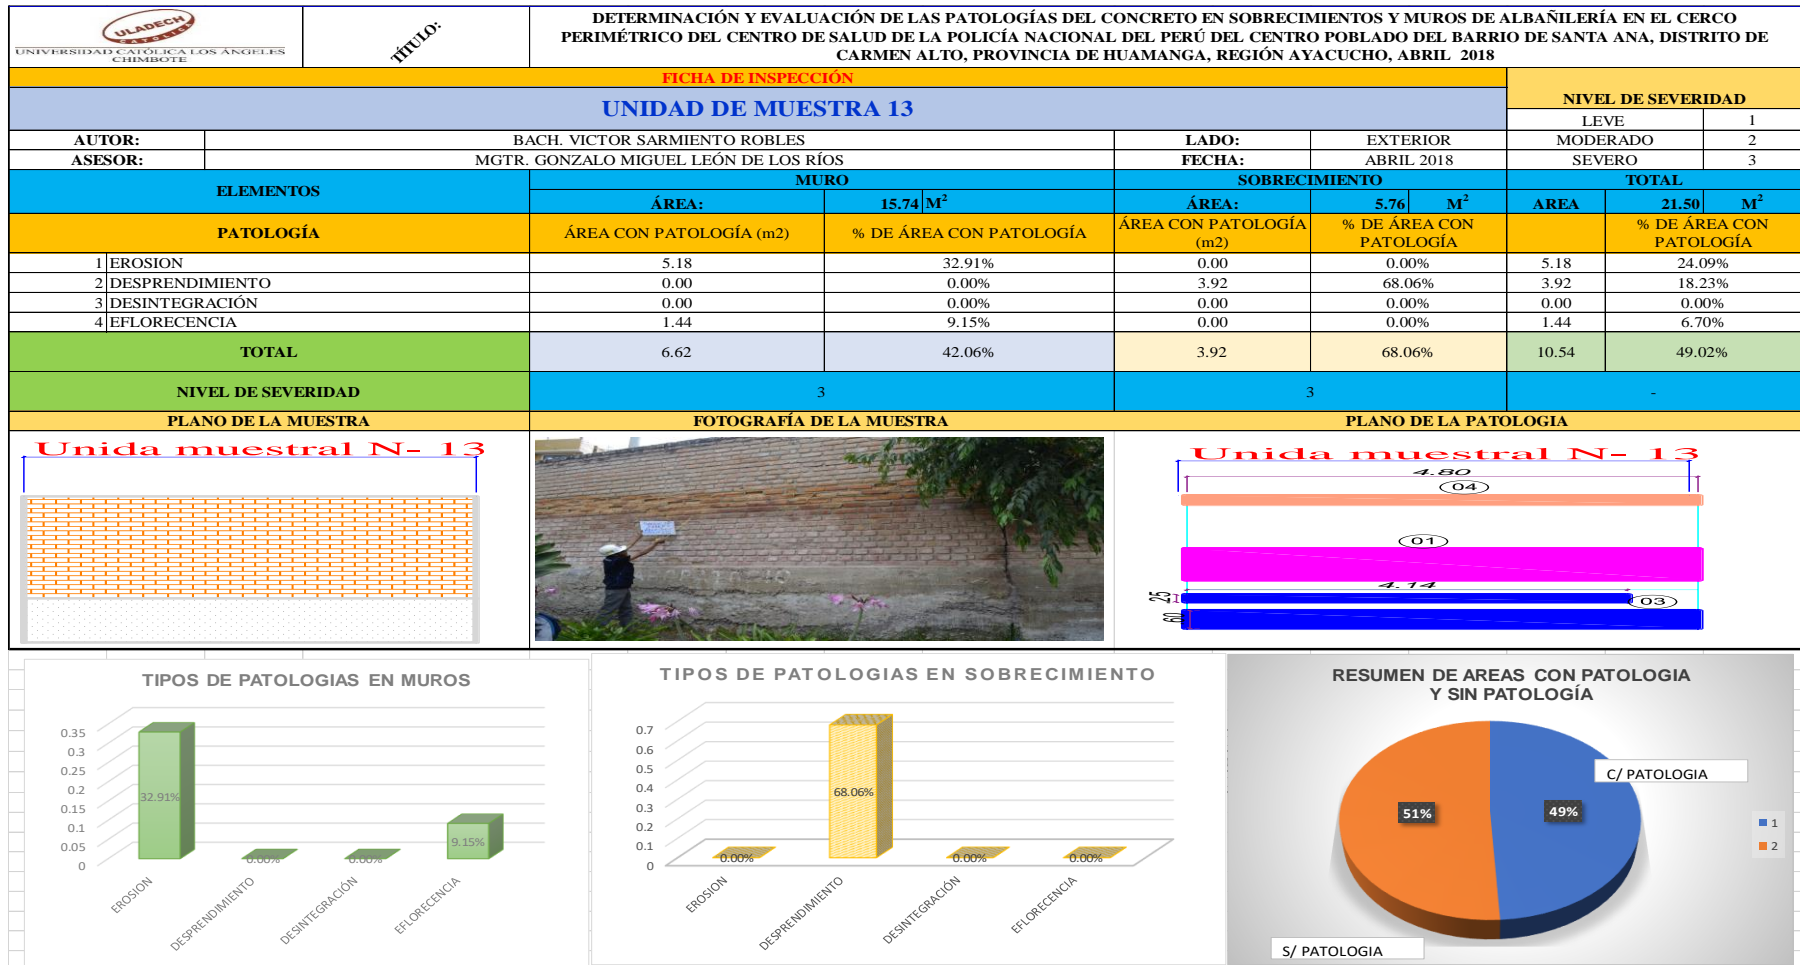 ULADECH
CATOLICA
UNIVERSIDAD CATÓLICA LOS ÁNGELES
CHIMBOTE
TÍTULO:
DETERMINACIÓN Y EVALUACIÓN DE LAS PATOLOGÍAS DEL CONCRETO EN SOBRECIMIENTOS Y MUROS DE ALBAÑILERÍA EN EL CERCO
PERIMÉTRICO DEL CENTRO DE SALUD DE LA POLICÍA NACIONAL DEL PERÚ DEL CENTRO POBLADO DEL BARRIO DE SANTA ANA, DISTRITO DE
CARMEN ALTO, PROVINCIA DE HUAMANGA, REGIÓN AYACUCHO, ABRIL 2018
FICHA DE INSPECCIÓN
UNIDAD DE MUESTRA 13
NIVEL DE SEVERIDAD
LEVE 1
AUTOR: BACH. VICTOR SARMIENTO ROBLES LADO: EXTERIOR MODERADO 2
ASESOR: MGTR. GONZALO MIGUEL LEÓN DE LOS RÍOS FECHA: ABRIL 2018 SEVERO 3
ELEMENTOS MURO SOBRECIMIENTO TOTAL
ÁREA: 15.74 M² ÁREA: 5.76 M² AREA 21.50 M²
PATOLOGÍA ÁREA CON PATOLOGÍA (m2) % DE ÁREA CON PATOLOGÍA ÁREA CON PATOLOGÍA (m2) % DE ÁREA CON PATOLOGÍA % DE ÁREA CON PATOLOGÍA
1 EROSION 5.18 32.91% 0.00 0.00% 5.18 24.09%
2 DESPRENDIMIENTO 0.00 0.00% 3.92 68.06% 3.92 18.23%
3 DESINTEGRACIÓN 0.00 0.00% 0.00 0.00% 0.00 0.00%
4 EFLORECENCIA 1.44 9.15% 0.00 0.00% 1.44 6.70%
TOTAL 6.62 42.06% 3.92 68.06% 10.54 49.02%
NIVEL DE SEVERIDAD 3 3 -
PLANO DE LA MUESTRA FOTOGRAFÍA DE LA MUESTRA PLANO DE LA PATOLOGIA
Unida muestral N- 13
Unida muestral N- 13
4.80
04
01
4.14
25
03
60
TIPOS DE PATOLOGIAS EN MUROS
0.35
0.3
0.25
0.2
0.15
0.1
0.05
0
32.91%
0.00%
0.00%
9.15%
EROSION
DESPRENDIMIENTO
DESINTEGRACIÓN
EFLORECENCIA
TIPOS DE PATOLOGIAS EN SOBRECIMIENTO
0.7
0.6
0.5
0.4
0.3
0.2
0.1
0
0.00%
68.06%
0.00%
0.00%
EROSION
DESPRENDIMIENTO
DESINTEGRACIÓN
EFLORECENCIA
RESUMEN DE AREAS CON PATOLOGIA
Y SIN PATOLOGÍA
C/ PATOLOGIA
51%
49%
1
2
S/ PATOLOGIA